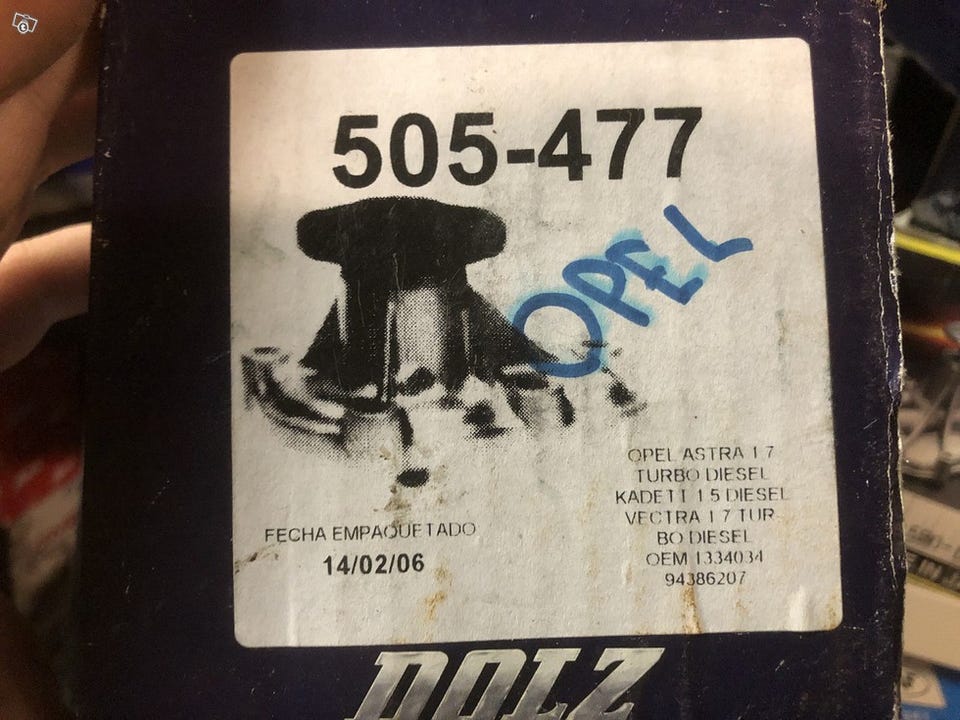 505-477
OPEL
OPEL ASTRA 1 7
TURBO DIESEL
KADETT 1 5 DIESEL
VECTRA 1 7 TUR
BO DIESEL
OEM 1334034
94386207
FECHA EMPAQUETADO
14/02/06
DOLZ